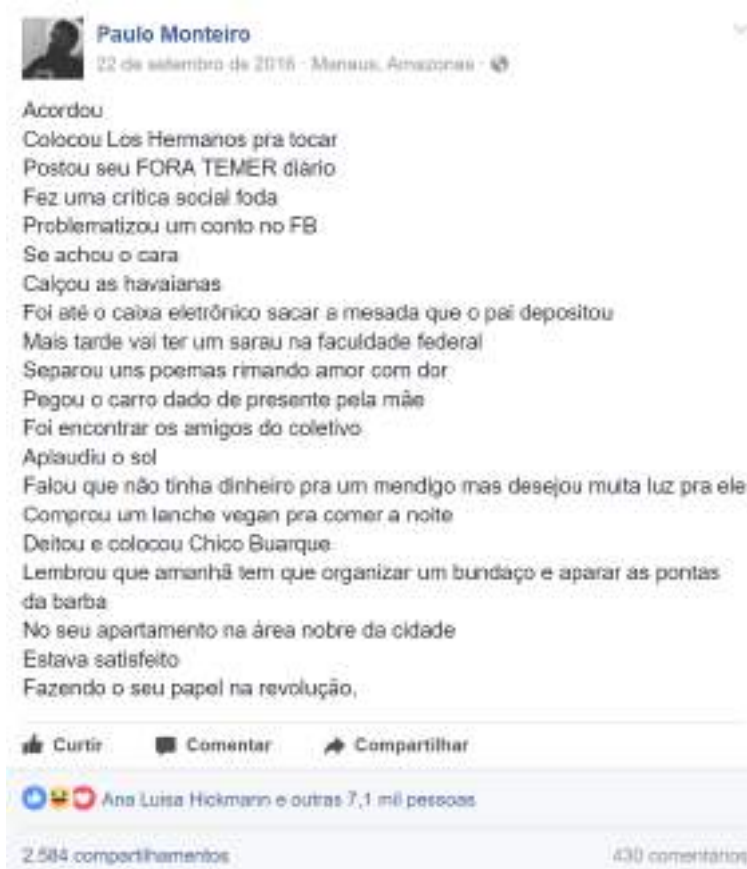 Paulo Monteiro
22 de setembro de 2016 · Manaus, Amazonas ·
Acordou
Colocou Los Hermanos pra tocar
Postou seu FORA TEMER diário
Fez uma critica social foda
Problematizou um conto no FB
Se achou o cara
Calçou as havaianas
Foi até o caixa eletrônico sacar a mesada que o pai depositou
Mais tarde vai ter um sarau na faculdade federal
Separou uns poemas rimando amor com dor
Pegou o carro dado de presente pela mãe
Foi encontrar os amigos do coletivo
Aplaudiu o sol
Falou que não tinha dinheiro pra um mendigo mas desejou muita luz pra ele
Comprou um lanche vegan pra comer a noite
Deitou e colocou Chico Buarque
Lembrou que amanhã tem que organizar um bundaço e aparar as pontas
da barba
No seu apartamento na área nobre da cidade
Estava satisfeito
Fazendo o seu papel na revolução.
Curtir Comentar Compartilhar
Ana Luisa Hickmann e outras 7,1 mil pessoas
2.584 compartilhamentos 430 comentários